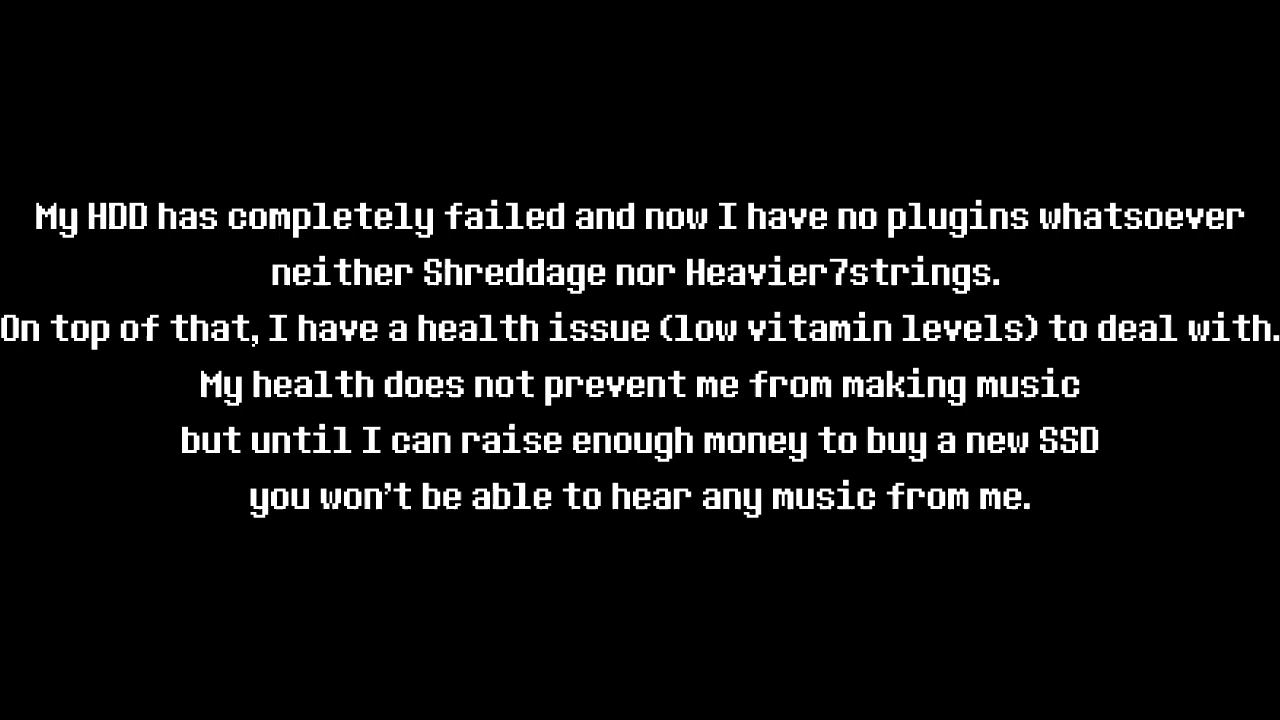 My HDD has completely failed and now I have no plugins whatsoever
neither Shreddage nor Heavier7strings.
On top of that, I have a health issue (low vitamin levels) to deal with.
My health does not prevent me from making music
but until I can raise enough money to buy a new SSD
you won't be able to hear any music from me.